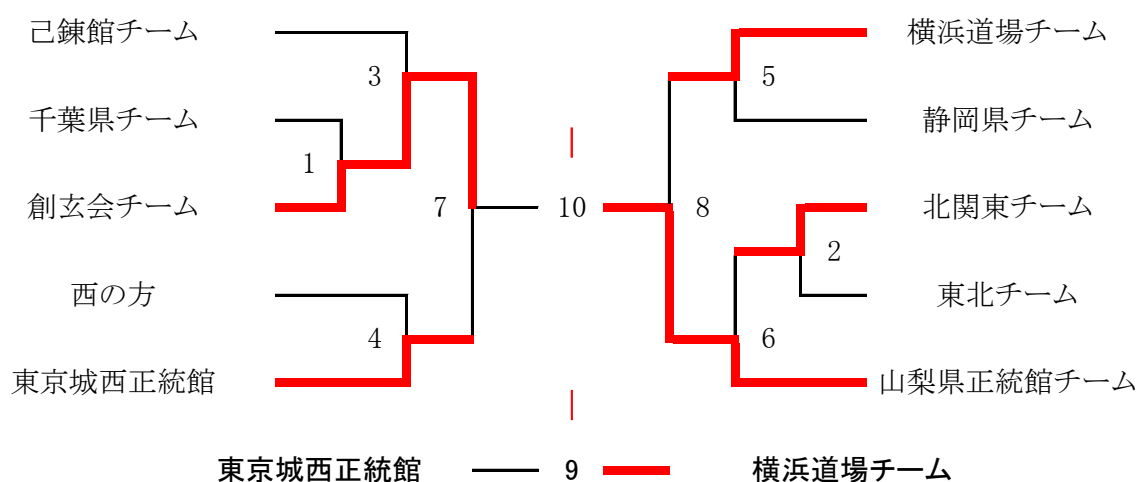 己錬館チーム
横浜道場チーム
3
5
千葉県チーム
静岡県チーム
1
創玄会チーム
7
10
8
北関東チーム
2
西の方
東北チーム
4
6
東京城西正統館
山梨県正統館チーム
東京城西正統館 9 横浜道場チーム